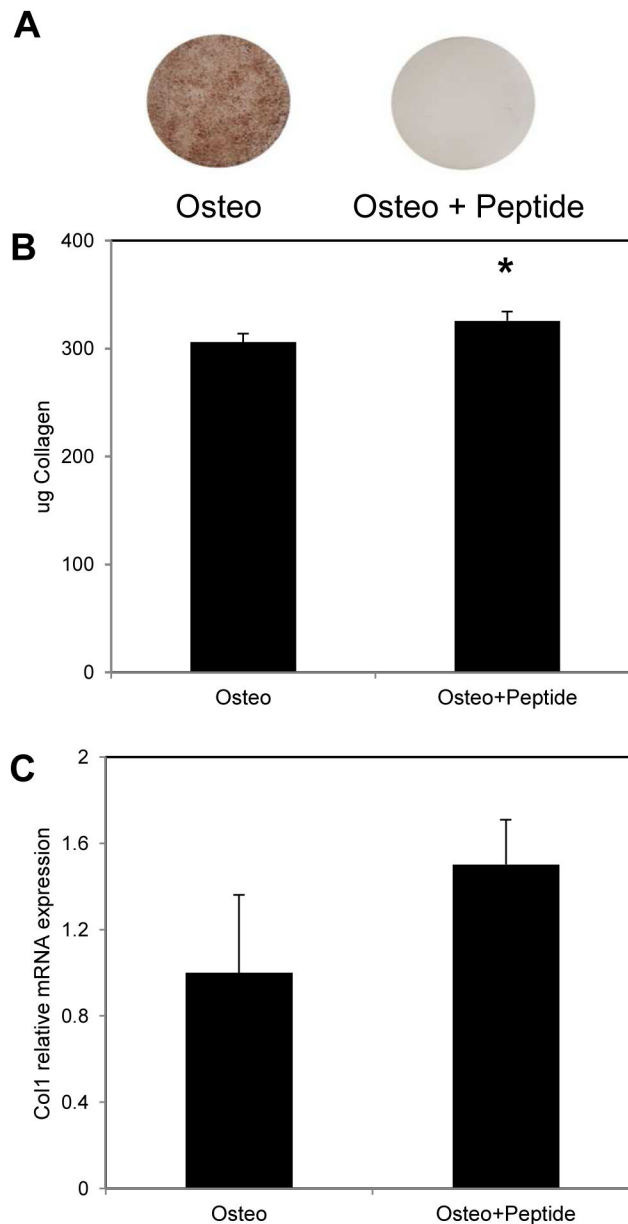 A
Osteo Osteo + Peptide
B
*
400
300
200
100
0
ug Collagen
Osteo Osteo+Peptide
C
2
1.6
1.2
0.8
0.4
0
Col1 relative mRNA expression
Osteo Osteo+Peptide